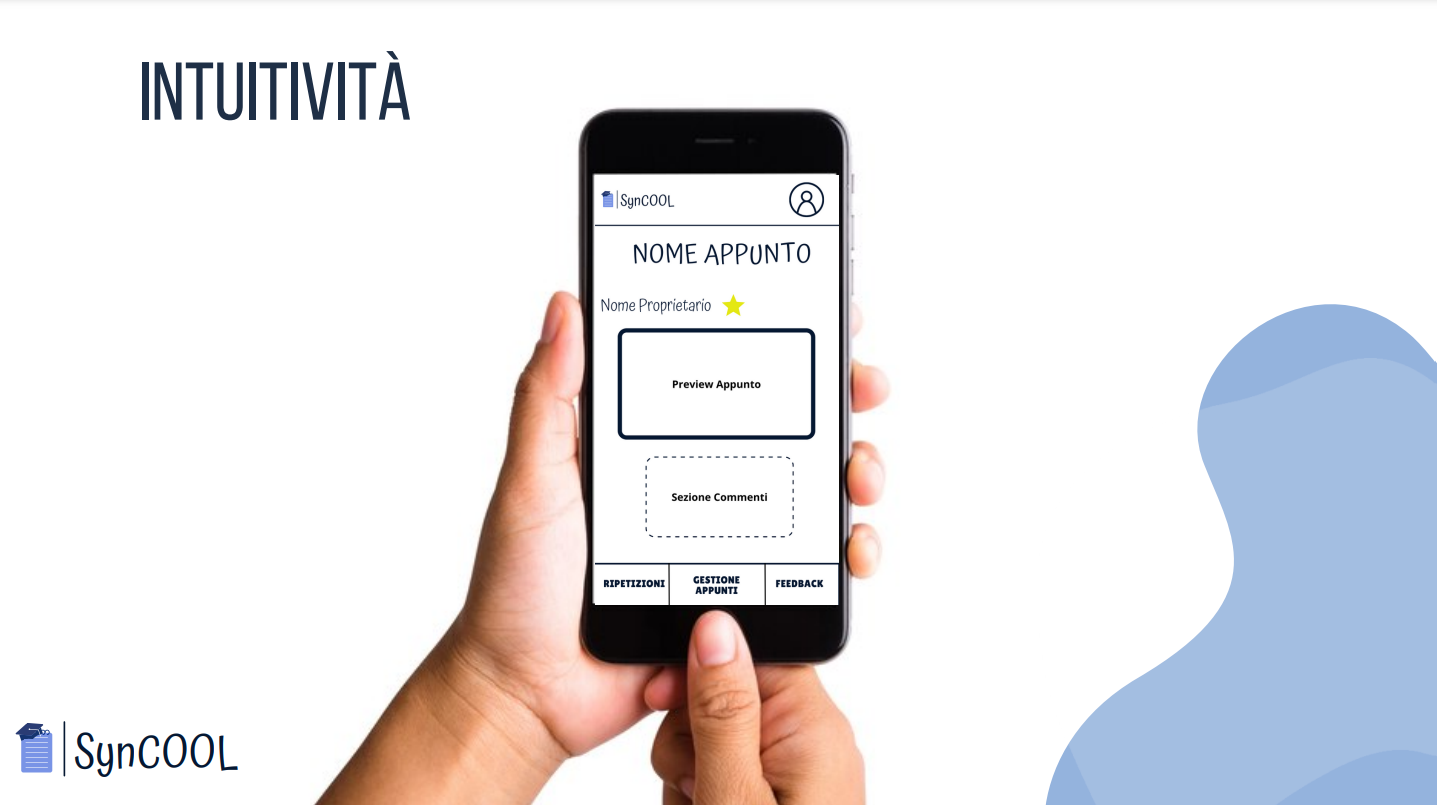 INTUITIVITÀ
SynCOOL
NOME APPUNTO
Nome Proprietario
Preview Appunto
Sezione Commenti
RIPETIZIONI
GESTIONE
APPUNTI
FEEDBACK
SynCOOL